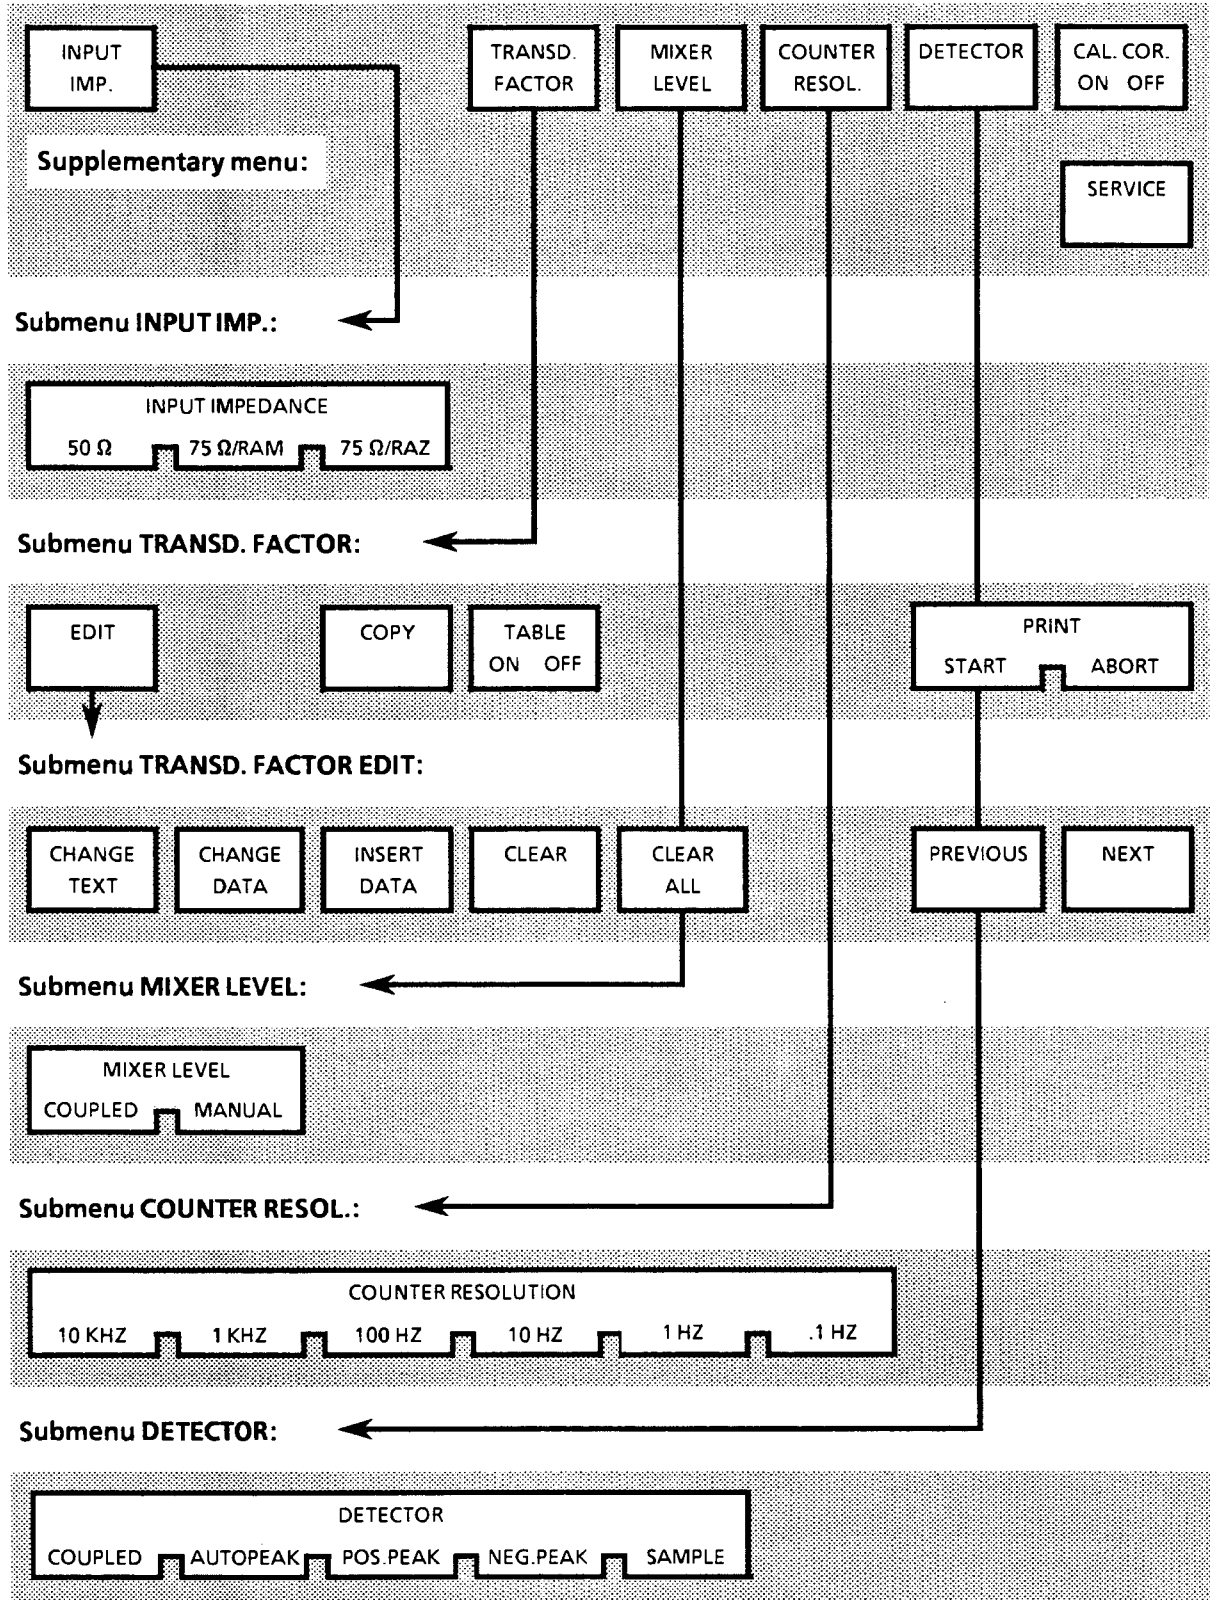 INPUT IMP.
TRANSD. FACTOR
MIXER LEVEL
COUNTER RESOL.
DETECTOR
CAL. COR. ON OFF
Supplementary menu:
SERVICE
Submenu INPUT IMP.:
INPUT IMPEDANCE
50 Ω 75 Ω/RAM 75 Ω/RAZ
Submenu TRANSD. FACTOR:
EDIT
COPY
TABLE ON OFF
PRINT
START ABORT
Submenu TRANSD. FACTOR EDIT:
CHANGE TEXT
CHANGE DATA
INSERT DATA
CLEAR
CLEAR ALL
PREVIOUS
NEXT
Submenu MIXER LEVEL:
MIXER LEVEL
COUPLED MANUAL
Submenu COUNTER RESOL.:
COUNTER RESOLUTION
10 KHZ 1 KHZ 100 HZ 10 HZ 1 HZ .1 HZ
Submenu DETECTOR:
DETECTOR
COUPLED AUTOPEAK POS.PEAK NEG.PEAK SAMPLE